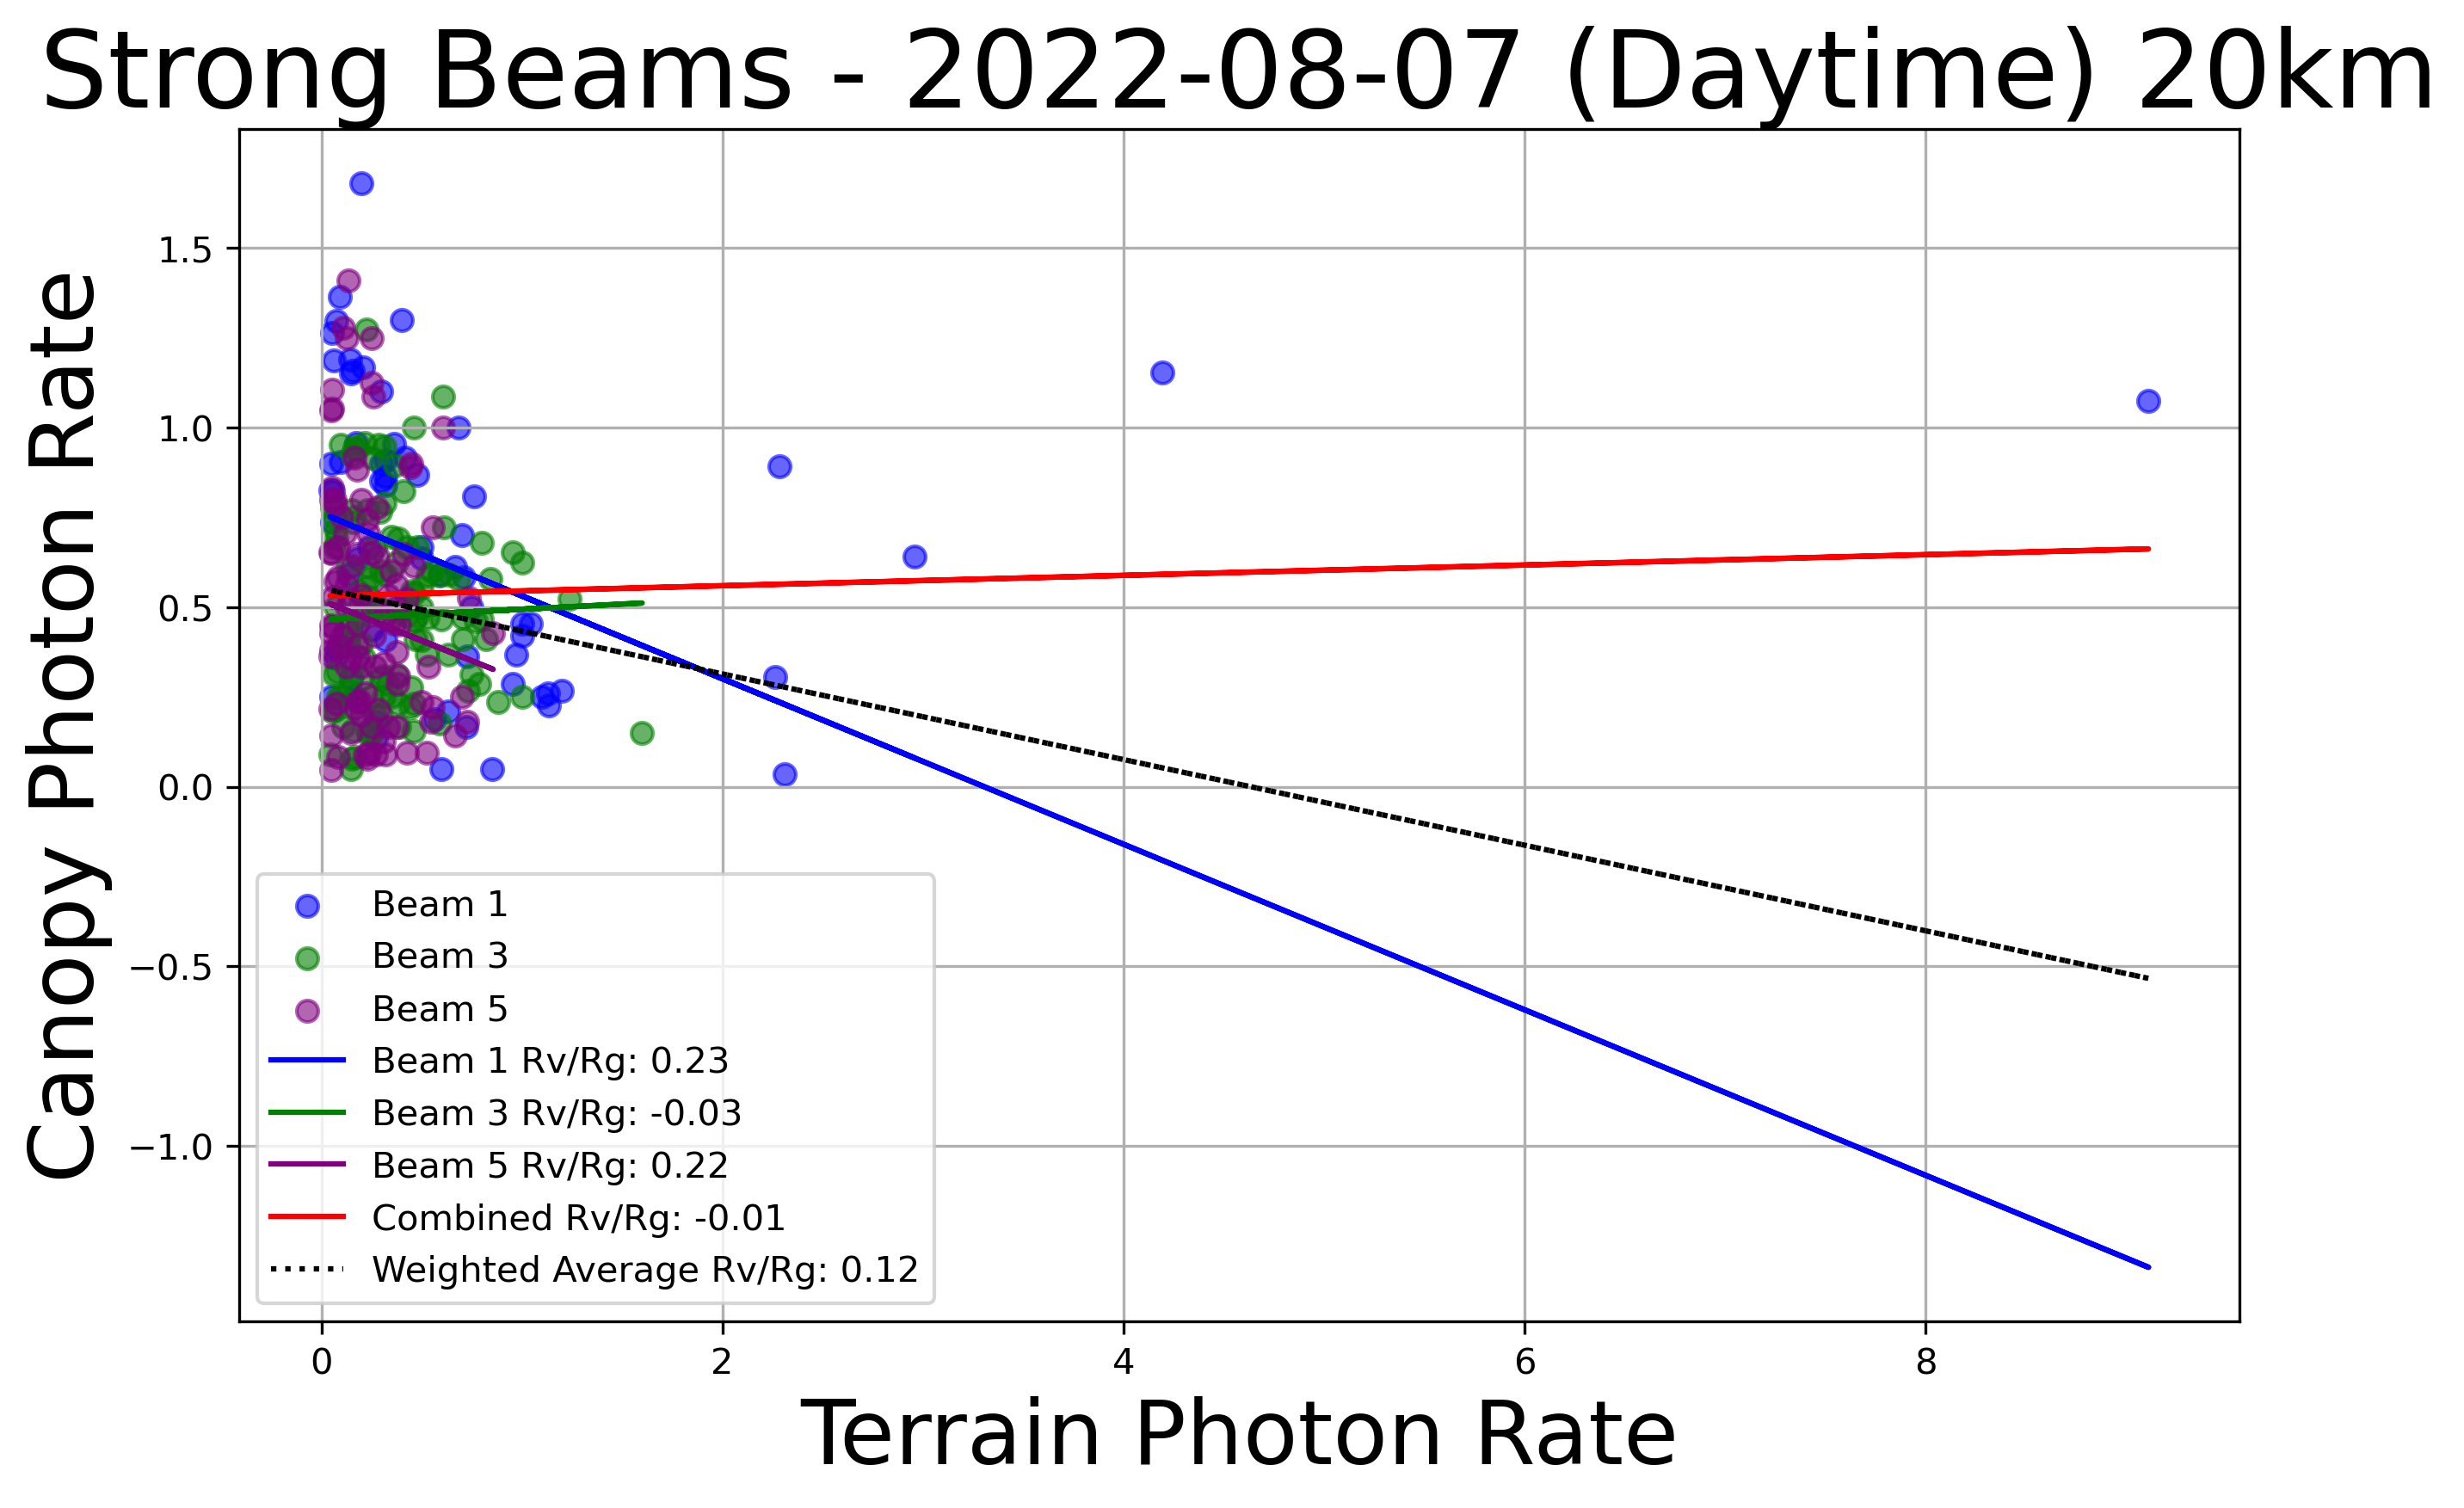 Strong Beams - 2022-08-07 (Daytime) 20km
Canopy Photon Rate
1.5
1.0
0.5
0.0
−0.5
−1.0
Beam 1
Beam 3
Beam 5
Beam 1 Rv/Rg: 0.23
Beam 3 Rv/Rg: -0.03
Beam 5 Rv/Rg: 0.22
Combined Rv/Rg: -0.01
Weighted Average Rv/Rg: 0.12
0 2 4 6 8
Terrain Photon Rate